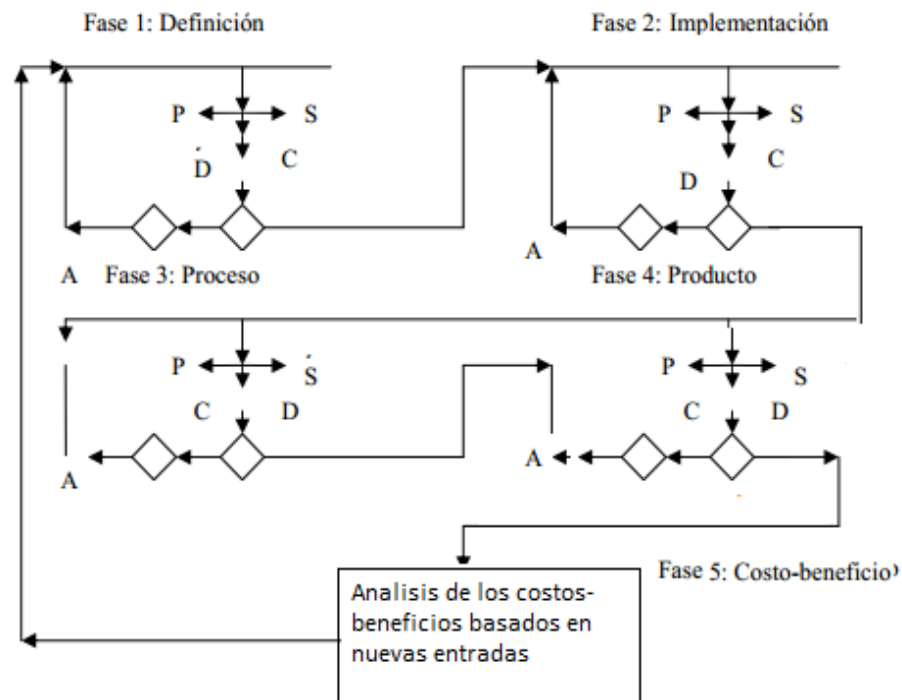 Fase 1: Definición
Fase 2: Implementación
P S
P S
D C
D C
A
A Fase 3: Proceso
Fase 4: Producto
P S
P S
C D
C D
A
A
Fase 5: Costo-beneficio)
Analisis de los costos-
beneficios basados en
nuevas entradas